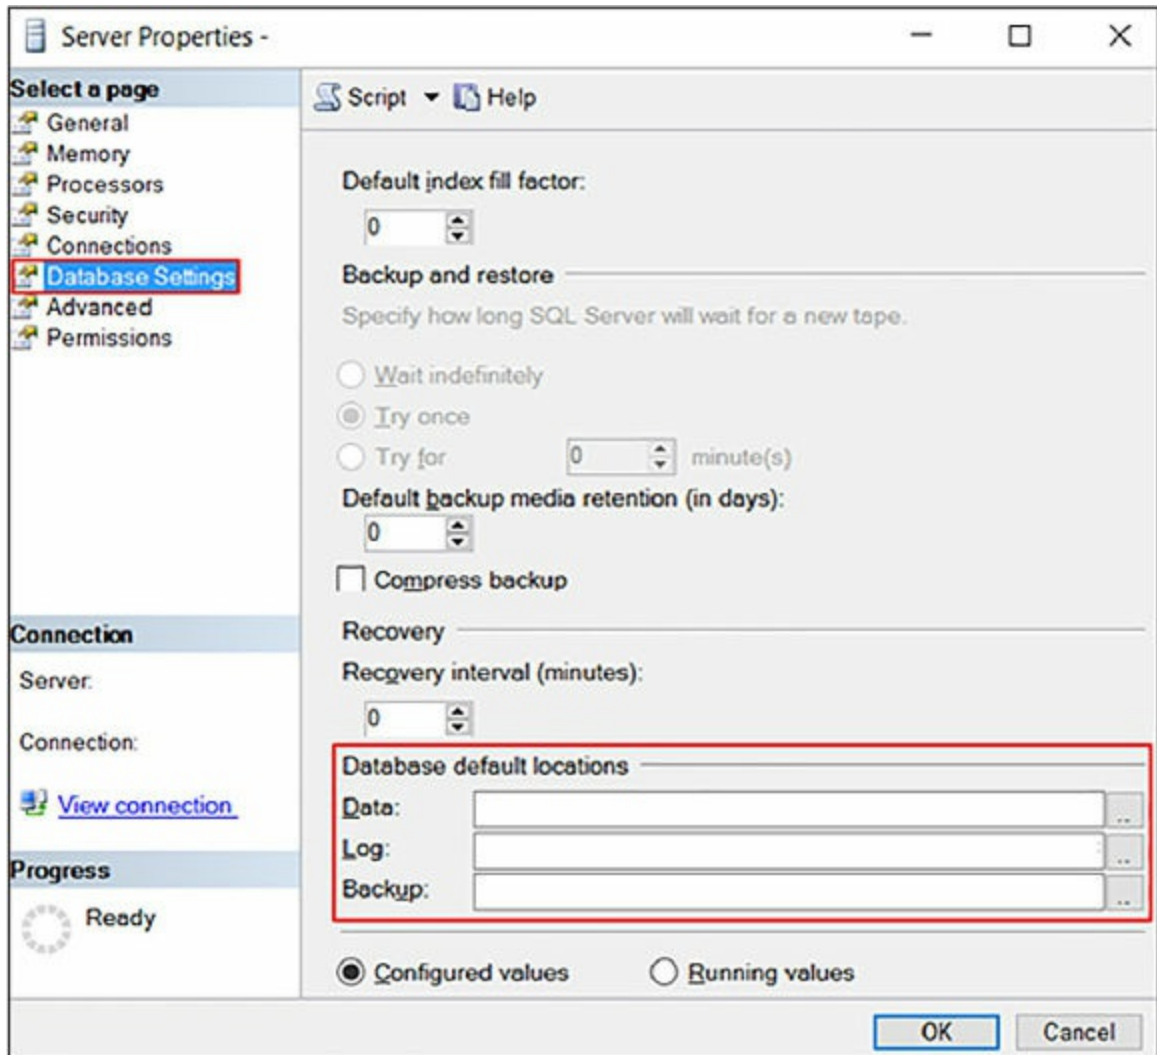 Server Properties -
Select a page
General
Memory
Processors
Security
Connections
Database Settings
Advanced
Permissions
Connection
Server:
Connection:
View connection
Progress
Ready
Script Help
Default index fill factor:
0
Backup and restore
Specify how long SQL Server will wait for a new tape.
Wait indefinitely
Try once
Try for 0 minute(s)
Default backup media retention (in days):
0
Compress backup
Recovery
Recovery interval (minutes):
0
Database default locations
Data: ..
Log: ..
Backup: ..
Configured values Running values
OK Cancel